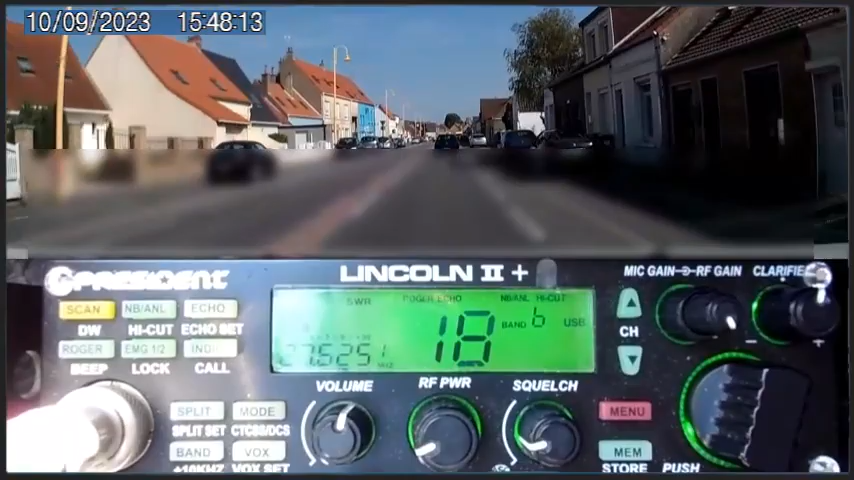 10/09/2023 15:48:13
PRESIDENT LINCOLN II + MIC GAIN RF GAIN CLARIFIER
SCAN NB/ANL ECHO
DW HI-CUT ECHO SET
ROGER EMG 1/2
BEEP LOCK CALL
SPLIT MODE
SPLIT SET CTCSS/DCS
BAND VOX
+10KHZ VOX SET
SWR ROGER ECHO NB/ANL HI-CUT
18 BAND b USB
27.625
VOLUME RF PWR SQUELCH
CH
- +
MENU
MEM
STORE PUSH